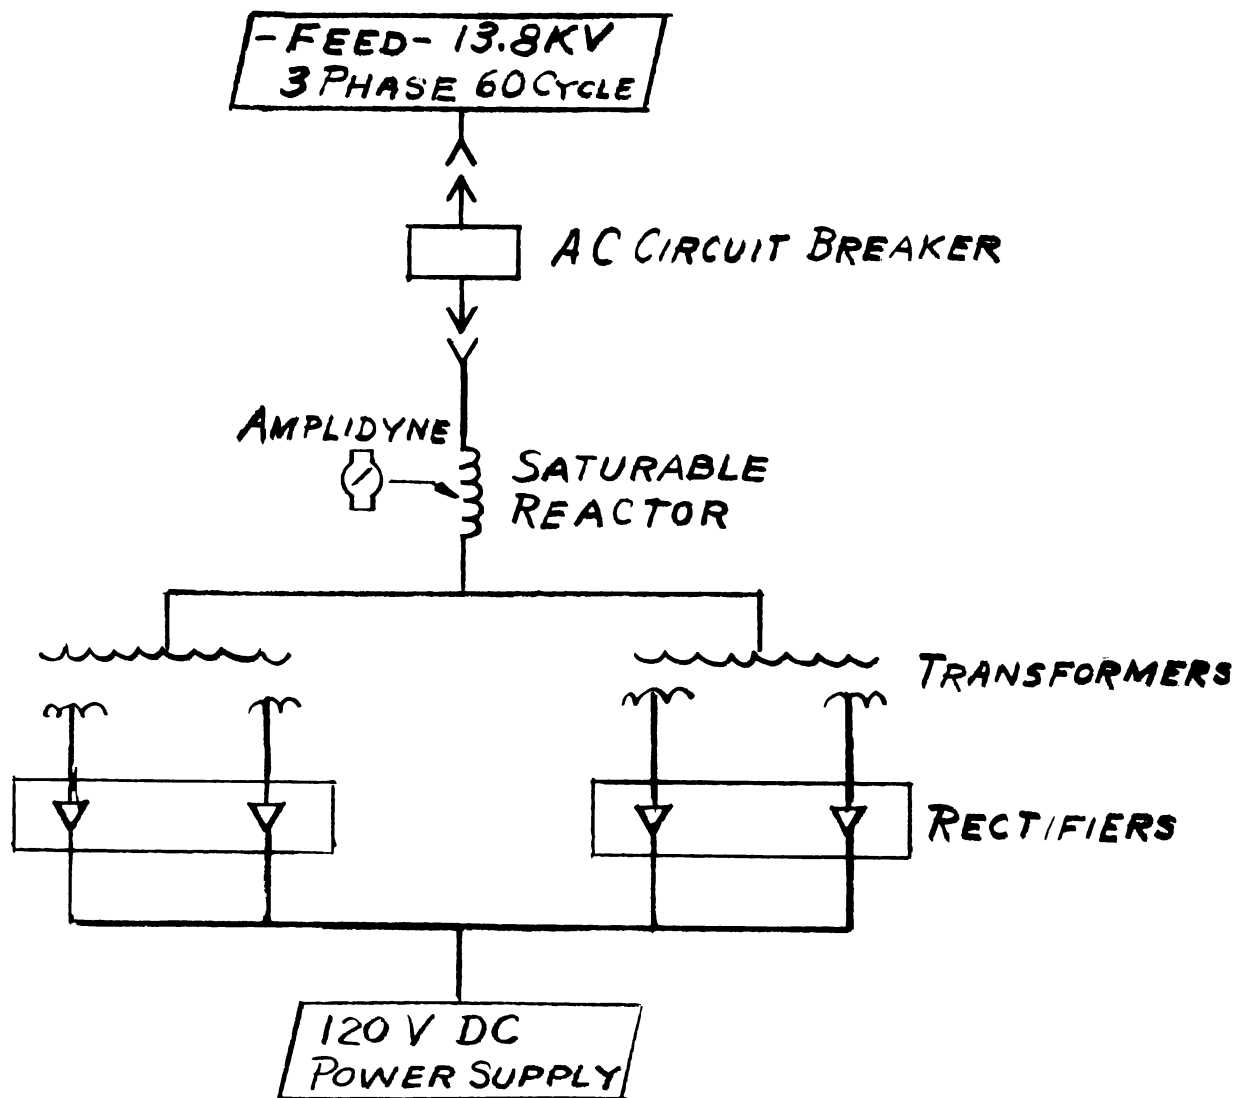 -FEED- 13.8KV
3 PHASE 60 CYCLE
AC CIRCUIT BREAKER
AMPLIDYNE
SATURABLE
REACTOR
TRANSFORMERS
RECTIFIERS
120 V DC
POWER SUPPLY